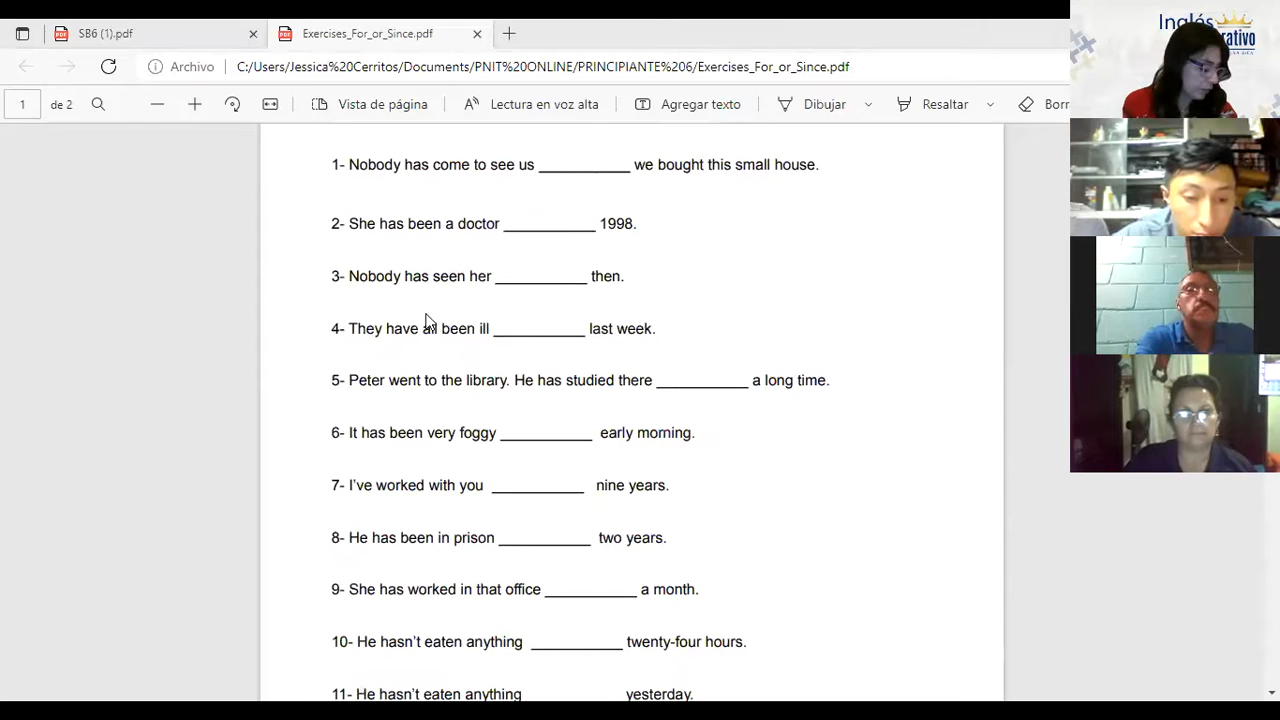 SB6 (1).pdf
Exercises_For_or_Since.pdf
Archivo C:/Users/Jessica%20Cerritos/Documents/PNIT%20ONLINE/PRINCIPIANTE%206/Exercises_For_or_Since.pdf
1 de 2 Vista de página Lectura en voz alta Agregar texto Dibujar Resaltar Borr
Inglés
rativo
1- Nobody has come to see us ___________ we bought this small house.
2- She has been a doctor ___________ 1998.
3- Nobody has seen her ___________ then.
4- They have all been ill ___________ last week.
5- Peter went to the library. He has studied there ___________ a long time.
6- It has been very foggy ___________ early morning.
7- I've worked with you ___________ nine years.
8- He has been in prison ___________ two years.
9- She has worked in that office ___________ a month.
10- He hasn't eaten anything ___________ twenty-four hours.
11- He hasn't eaten anything yesterday.